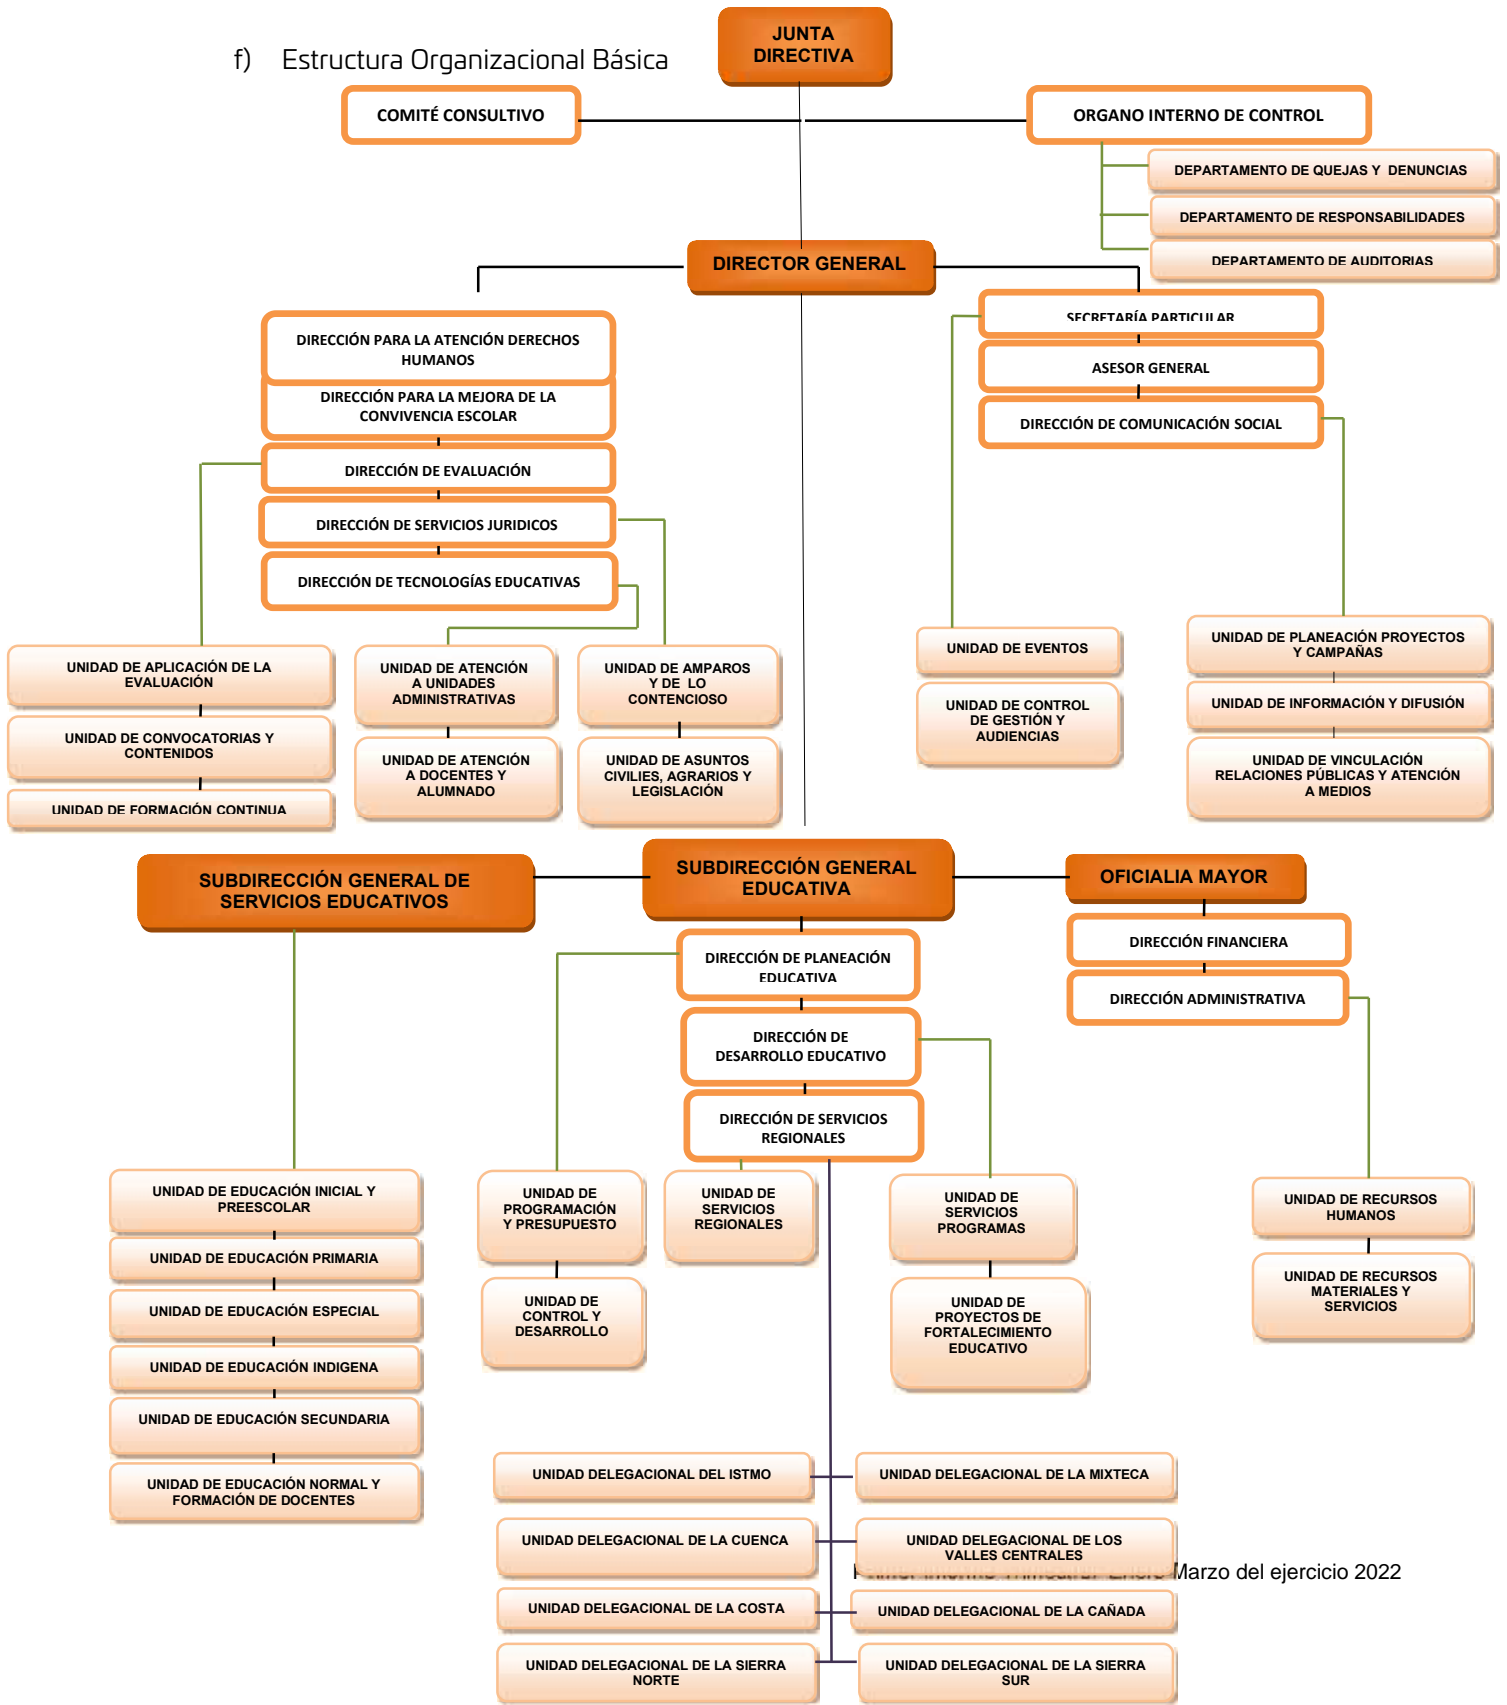 JUNTA
DIRECTIVA
f) Estructura Organizacional Básica
COMITÉ CONSULTIVO
ORGANO INTERNO DE CONTROL
DEPARTAMENTO DE QUEJAS Y DENUNCIAS
DEPARTAMENTO DE RESPONSABILIDADES
DEPARTAMENTO DE AUDITORIAS
DIRECTOR GENERAL
DIRECCIÓN PARA LA ATENCIÓN DERECHOS
HUMANOS
DIRECCIÓN PARA LA MEJORA DE LA
CONVIVENCIA ESCOLAR
DIRECCIÓN DE EVALUACIÓN
DIRECCIÓN DE SERVICIOS JURIDICOS
DIRECCIÓN DE TECNOLOGÍAS EDUCATIVAS
SECRETARÍA PARTICULAR
ASESOR GENERAL
DIRECCIÓN DE COMUNICACIÓN SOCIAL
UNIDAD DE APLICACIÓN DE LA
EVALUACIÓN
UNIDAD DE CONVOCATORIAS Y
CONTENIDOS
UNIDAD DE FORMACIÓN CONTINUA
UNIDAD DE ATENCIÓN
A UNIDADES
ADMINISTRATIVAS
UNIDAD DE ATENCIÓN
A DOCENTES Y
ALUMNADO
UNIDAD DE AMPAROS
Y DE LO
CONTENCIOSO
UNIDAD DE ASUNTOS
CIVILIES, AGRARIOS Y
LEGISLACIÓN
UNIDAD DE EVENTOS
UNIDAD DE CONTROL
DE GESTIÓN Y
AUDIENCIAS
UNIDAD DE PLANEACIÓN PROYECTOS
Y CAMPAÑAS
UNIDAD DE INFORMACIÓN Y DIFUSIÓN
UNIDAD DE VINCULACIÓN
RELACIONES PÚBLICAS Y ATENCIÓN
A MEDIOS
SUBDIRECCIÓN GENERAL DE
SERVICIOS EDUCATIVOS
SUBDIRECCIÓN GENERAL
EDUCATIVA
OFICIALIA MAYOR
DIRECCIÓN DE PLANEACIÓN
EDUCATIVA
DIRECCIÓN DE
DESARROLLO EDUCATIVO
DIRECCIÓN DE SERVICIOS
REGIONALES
DIRECCIÓN FINANCIERA
DIRECCIÓN ADMINISTRATIVA
UNIDAD DE EDUCACIÓN INICIAL Y
PREESCOLAR
UNIDAD DE EDUCACIÓN PRIMARIA
UNIDAD DE EDUCACIÓN ESPECIAL
UNIDAD DE EDUCACIÓN INDIGENA
UNIDAD DE EDUCACIÓN SECUNDARIA
UNIDAD DE EDUCACIÓN NORMAL Y
FORMACIÓN DE DOCENTES
UNIDAD DE
PROGRAMACIÓN
Y PRESUPUESTO
UNIDAD DE
CONTROL Y
DESARROLLO
UNIDAD DE
SERVICIOS
REGIONALES
UNIDAD DE
SERVICIOS
PROGRAMAS
UNIDAD DE
PROYECTOS DE
FORTALECIMIENTO
EDUCATIVO
UNIDAD DE RECURSOS
HUMANOS
UNIDAD DE RECURSOS
MATERIALES Y
SERVICIOS
UNIDAD DELEGACIONAL DEL ISTMO
UNIDAD DELEGACIONAL DE LA MIXTECA
UNIDAD DELEGACIONAL DE LA CUENCA
UNIDAD DELEGACIONAL DE LOS
VALLES CENTRALES
Marzo del ejercicio 2022
UNIDAD DELEGACIONAL DE LA COSTA
UNIDAD DELEGACIONAL DE LA CAÑADA
UNIDAD DELEGACIONAL DE LA SIERRA
NORTE
UNIDAD DELEGACIONAL DE LA SIERRA
SUR